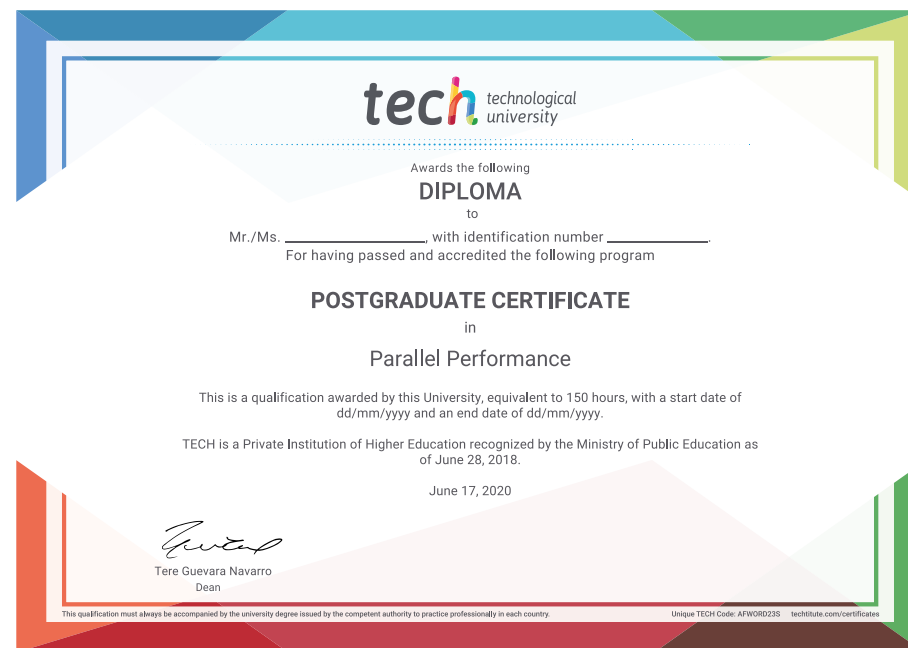 tech technological
university
Awards the following
DIPLOMA
to
Mr./Ms. ____________________, with identification number ______________.
For having passed and accredited the following program
POSTGRADUATE CERTIFICATE
in
Parallel Performance
This is a qualification awarded by this University, equivalent to 150 hours, with a start date of
dd/mm/yyyy and an end date of dd/mm/yyyy.
TECH is a Private Institution of Higher Education recognized by the Ministry of Public Education as
of June 28, 2018.
June 17, 2020
Tere Guevara Navarro
Dean
This qualification must always be accompanied by the university degree issued by the competent authority to practice professionally in each country. Unique TECH Code: AFWORD23S techtitute.com/certificates